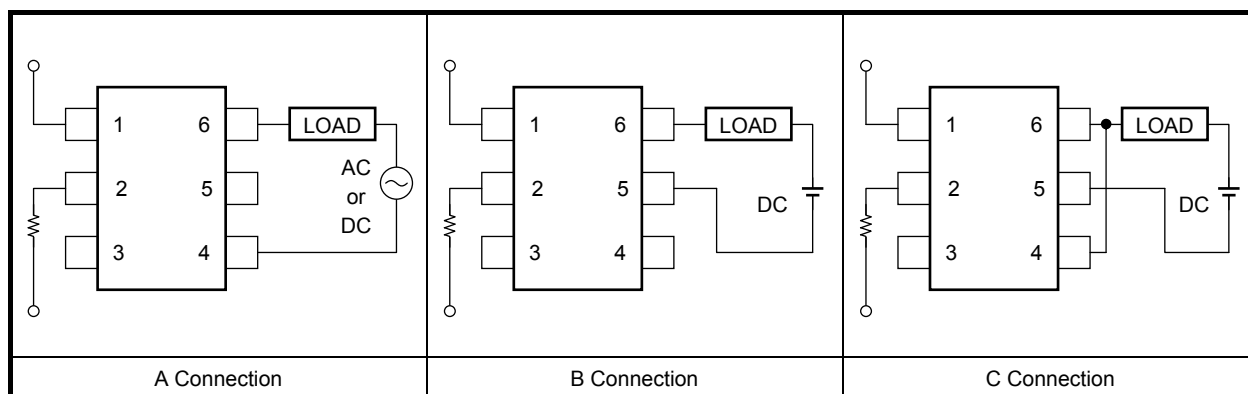 1 6 LOAD
AC
2 5 or
DC
3 4
A Connection
1 6 LOAD
2 5 DC
3 4
B Connection
1 6 LOAD
2 5 DC
3 4
C Connection